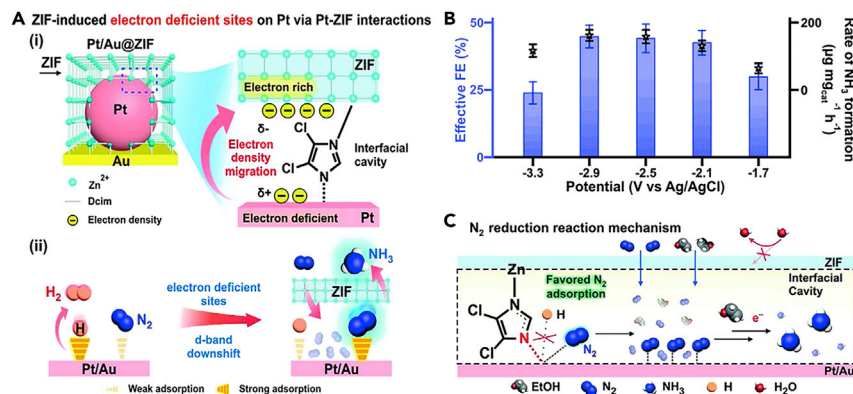 A ZIF-induced electron deficient sites on Pt via Pt-ZIF interactions
(i)
Pt/Au@ZIF
ZIF
Pt
Au
Zn2+
Dcim
Electron density
ZIF
Electron rich
δ-
Cl
Cl
N
N
Electron
density
migration
Interfacial
cavity
δ+
Electron deficient
Pt
(ii)
H2
H
N2
Pt/Au
electron deficient
sites
d-band
downshift
NH3
ZIF
Pt/Au
Weak adsorption
Strong adsorption
B
Effective FE (%)
50
25
0
200
0
Rate of NH3 formation
(μg mgcat-1 h-1)
-3.3 -2.9 -2.5 -2.1 -1.7
Potential (V vs Ag/AgCl)
C N2 reduction reaction mechanism
ZIF
Zn
Favored N2
adsorption
Interfacial
Cavity
N
H
Cl
Cl
N
N2
e-
Pt/Au
EtOH
N2
NH3
H
H2O